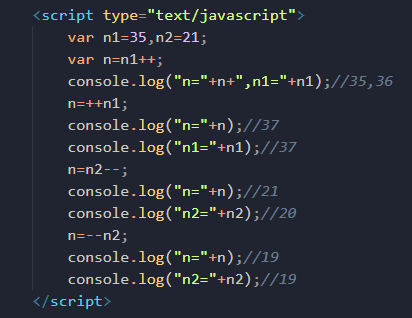 <script type="text/javascript">
var n1=35,n2=21;
var n=n1++;
console.log("n="+n+",n1="+n1);//35,36
n=++n1;
console.log("n="+n);//37
console.log("n1="+n1);//37
n=n2--;
console.log("n="+n);//21
console.log("n2="+n2);//20
n=--n2;
console.log("n="+n);//19
console.log("n2="+n2);//19
</script>